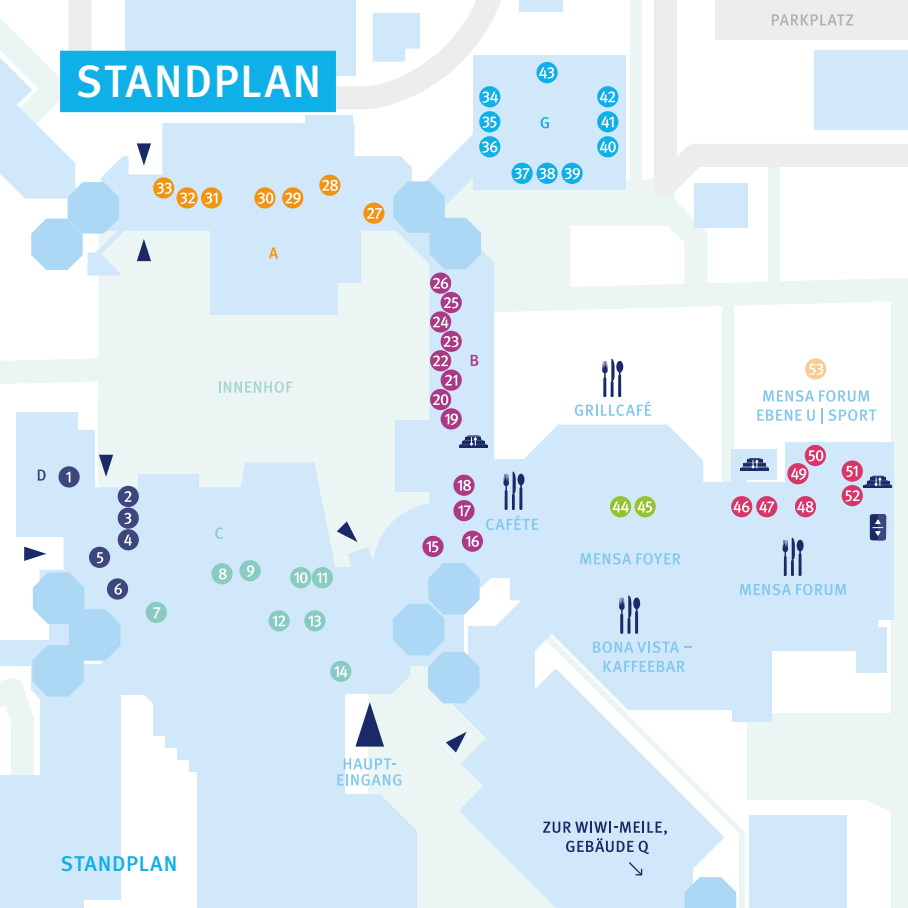 PARKPLATZ
STANDPLAN
43
34
42
35
G
41
36
40
37 38 39
33
32 31
30 29
28
27
A
26
25
24
23
22
B
21
20
19
INNENHOF
GRILLCAFÉ
53
MENSA FORUM
EBENE U | SPORT
D
1
2
3
4
5
6
7
C
8
9
10 11
12
13
14
18
17
16
15
CAFÉTE
44 45
MENSA FOYER
46 47
48
49
50
51
52
MENSA FORUM
BONA VISTA –
KAFFEEBAR
HAUPT-
EINGANG
ZUR WIWI-MEILE,
GEBÄUDE Q
STANDPLAN